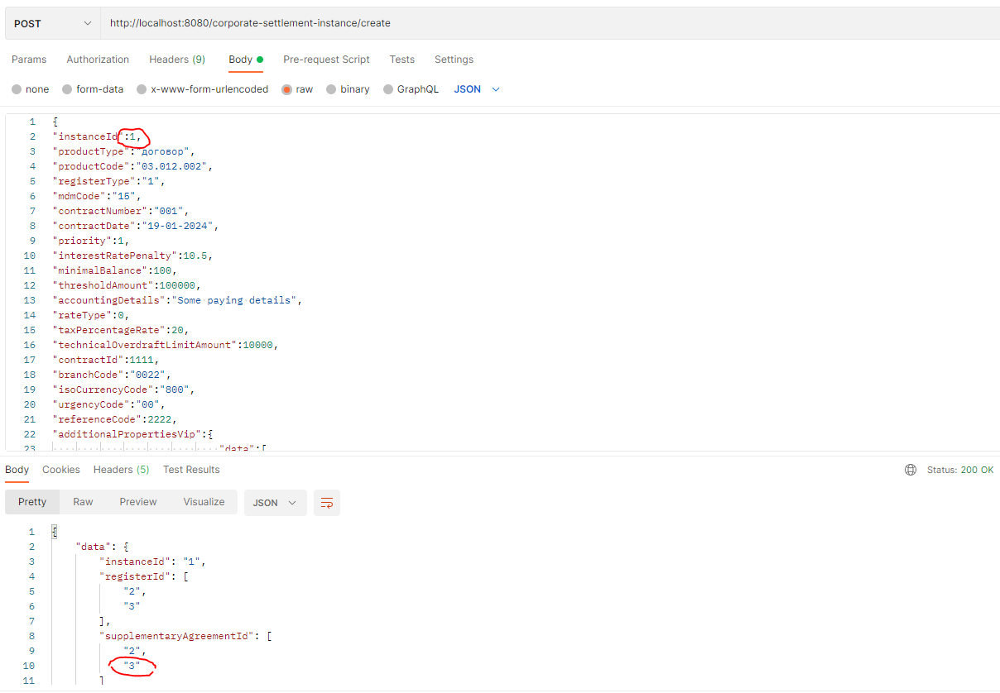 POST http://localhost:8080/corporate-settlement-instance/create
Params Authorization Headers (9) Body Pre-request Script Tests Settings
none form-data x-www-form-urlencoded raw binary GraphQL JSON
1 {
2 "instanceId":1,
3 "productType":"договор",
4 "productCode":"03.012.002",
5 "registerType":"1",
6 "mdmCode":"15",
7 "contractNumber":"001",
8 "contractDate":"19-01-2024",
9 "priority":1,
10 "interestRatePenalty":10.5,
11 "minimalBalance":100,
12 "thresholdAmount":100000,
13 "accountingDetails":"Some paying details",
14 "rateType":0,
15 "taxPercentageRate":20,
16 "technicalOverdraftLimitAmount":10000,
17 "contractId":1111,
18 "branchCode":"0022",
19 "isoCurrencyCode":"800",
20 "urgencyCode":"00",
21 "referenceCode":2222,
22 "additionalPropertiesVip":{
23 "data":[
Body Cookies Headers (5) Test Results Status: 200 OK
Pretty Raw Preview Visualize JSON
1 {
2 "data": {
3 "instanceId": "1",
4 "registerId": [
5 "2",
6 "3"
7 ],
8 "supplementaryAgreementId": [
9 "2",
10 "3"
11 ]